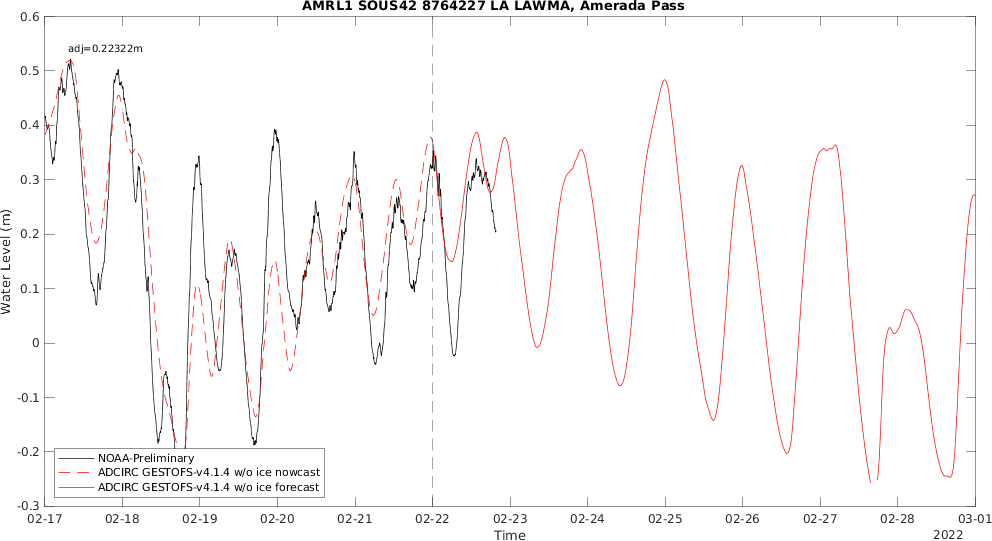 AMRL1 SOUS42 8764227 LA LAWMA, Amerada Pass
adj=0.22322m
Water Level (m)
0.6
0.5
0.4
0.3
0.2
0.1
0
-0.1
-0.2
-0.3
NOAA-Preliminary
ADCIRC GESTOFS-v4.1.4 w/o ice nowcast
ADCIRC GESTOFS-v4.1.4 w/o ice forecast
02-17 02-18 02-19 02-20 02-21 02-22 02-23 02-24 02-25 02-26 02-27 02-28 03-01
Time
2022